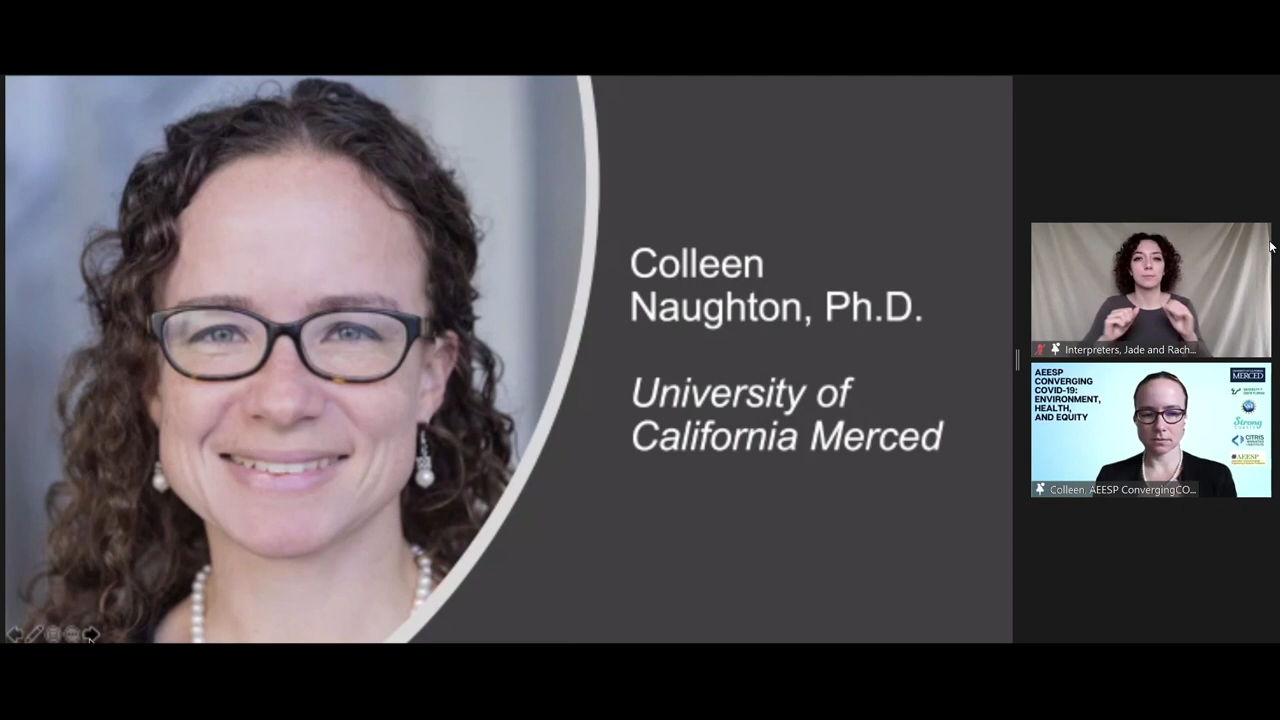 Colleen
Naughton, Ph.D.
University of
California Merced
Interpreters, Jade and Rach...
AEESP
CONVERGING
COVID-19:
ENVIRONMENT,
HEALTH,
AND EQUITY
MERCED
Strong
CITRIS
AEESP
Colleen, AEESP ConvergingCO...